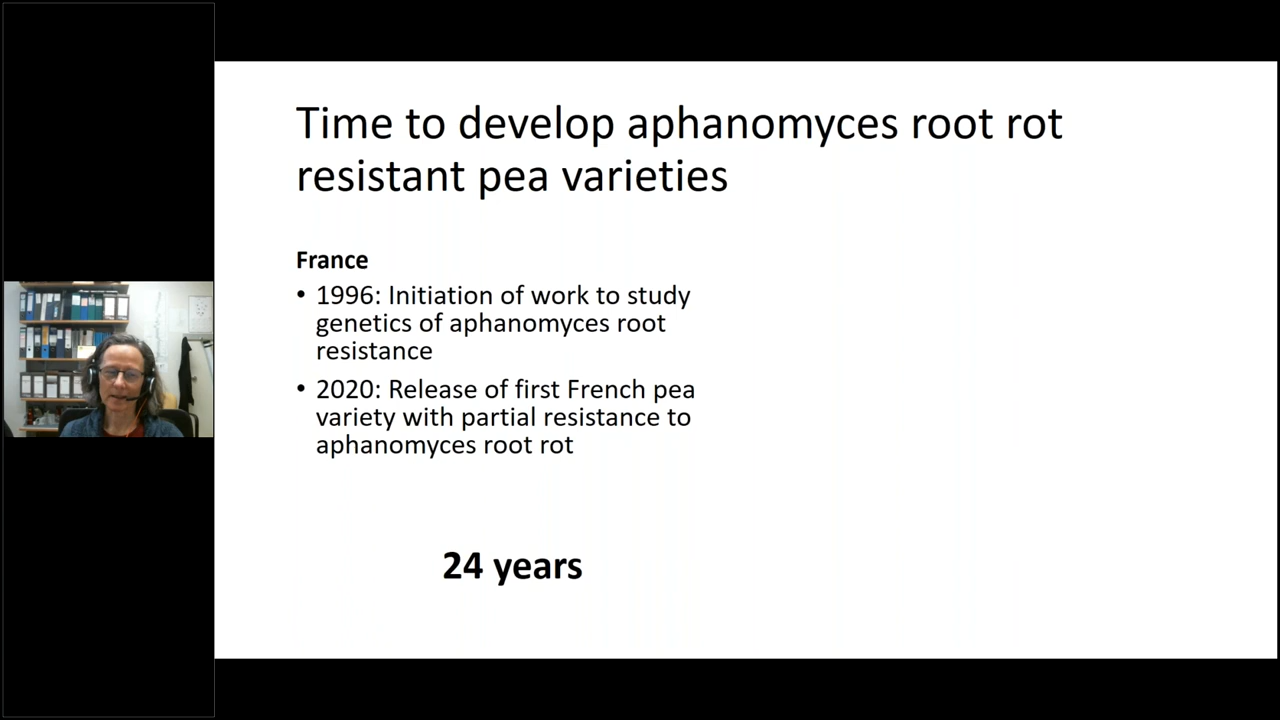 Time to develop aphanomyces root rot
resistant pea varieties
France
• 1996: Initiation of work to study
genetics of aphanomyces root
resistance
• 2020: Release of first French pea
variety with partial resistance to
aphanomyces root rot
24 years